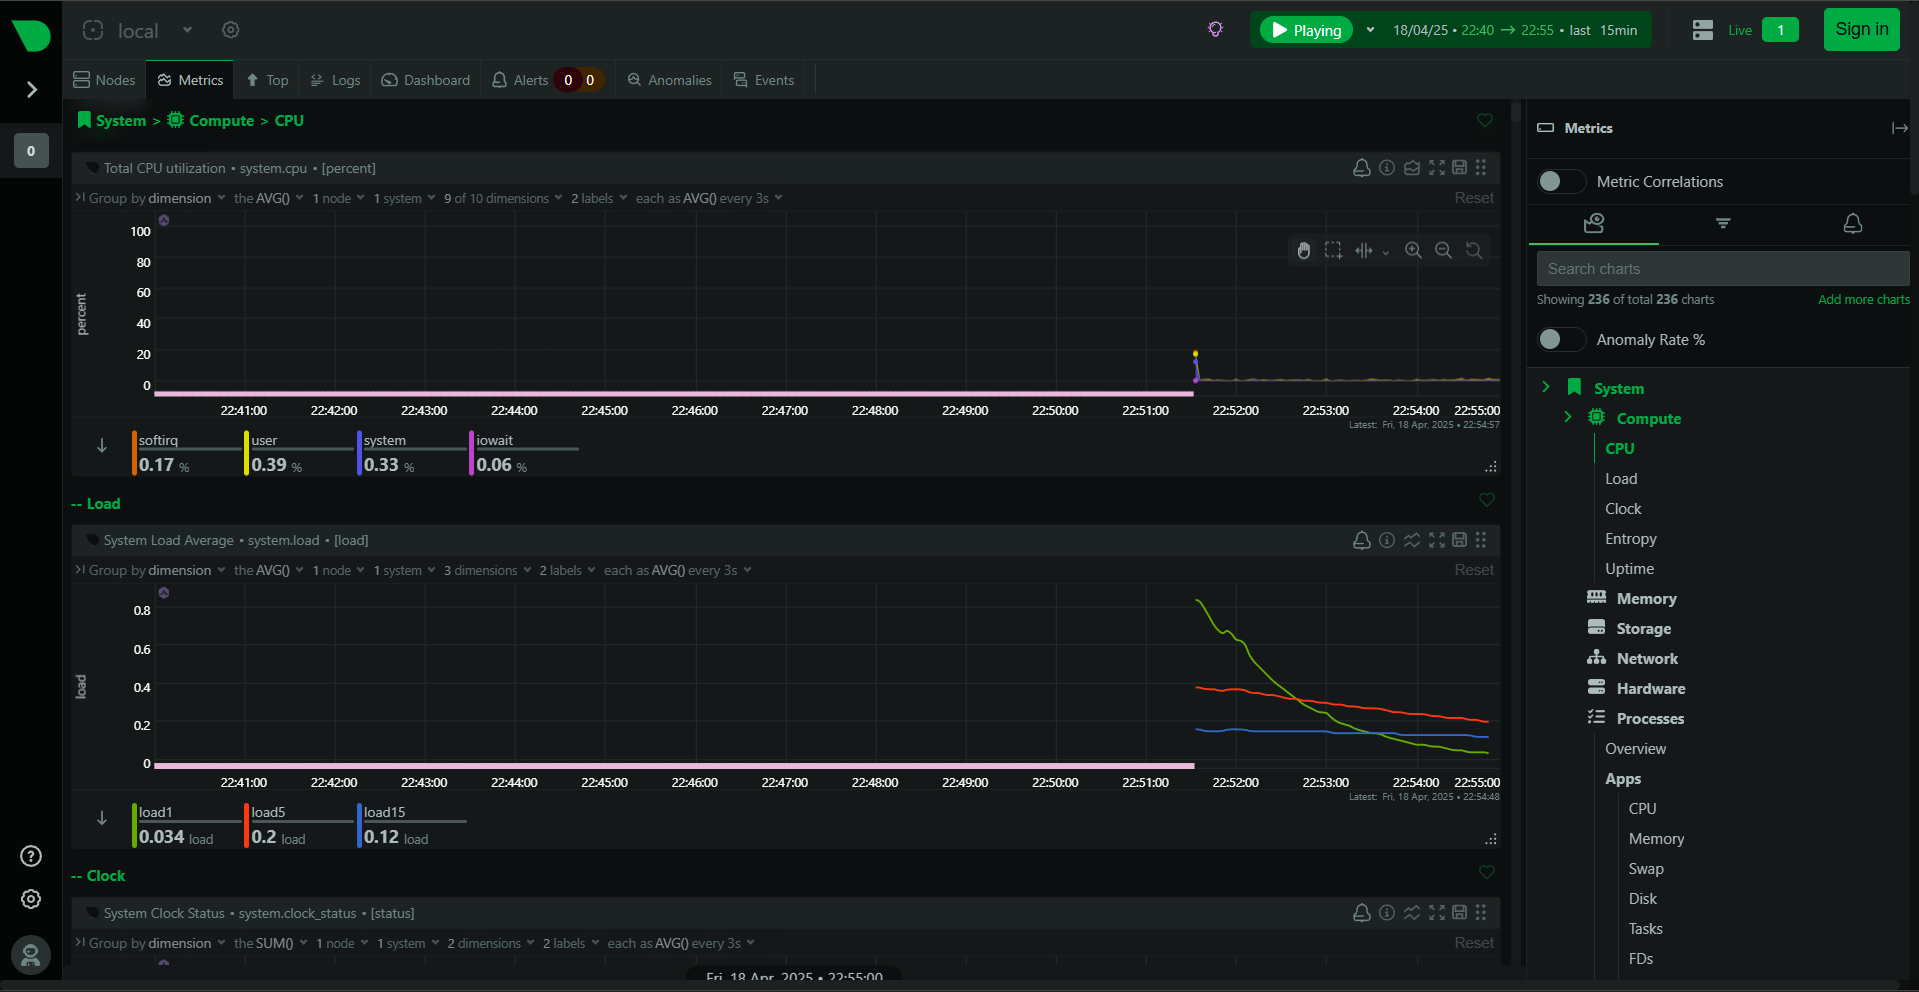 local
Playing
18/04/25 • 22:40 → 22:55 • last 15min
Live
1
Sign in
Nodes
Metrics
Top
Logs
Dashboard
Alerts 0 0
Anomalies
Events
0
System > Compute > CPU
Total CPU utilization • system.cpu • [percent]
Group by dimension the AVG() 1 node 1 system 9 of 10 dimensions 2 labels each as AVG() every 3s Reset
percent
100
80
60
40
20
0
22:41:00 22:42:00 22:43:00 22:44:00 22:45:00 22:46:00 22:47:00 22:48:00 22:49:00 22:50:00 22:51:00 22:52:00 22:53:00 22:54:00 22:55:00
Latest: Fri, 18 Apr, 2025 • 22:54:57
softirq user system iowait
0.17 % 0.39 % 0.33 % 0.06 %
-- Load
System Load Average • system.load • [load]
Group by dimension the AVG() 1 node 1 system 3 dimensions 2 labels each as AVG() every 3s Reset
load
0.8
0.6
0.4
0.2
0
22:41:00 22:42:00 22:43:00 22:44:00 22:45:00 22:46:00 22:47:00 22:48:00 22:49:00 22:50:00 22:51:00 22:52:00 22:53:00 22:54:00 22:55:00
Latest: Fri, 18 Apr, 2025 • 22:54:48
load1 load5 load15
0.034 load 0.2 load 0.12 load
-- Clock
System Clock Status • system.clock_status • [status]
Group by dimension the SUM() 1 node 1 system 2 dimensions 2 labels each as AVG() every 3s Reset
Fri, 18 Apr, 2025 • 22:55:00
Metrics
Metric Correlations
Search charts
Showing 236 of total 236 charts Add more charts
Anomaly Rate %
System
Compute
CPU
Load
Clock
Entropy
Uptime
Memory
Storage
Network
Hardware
Processes
Overview
Apps
CPU
Memory
Swap
Disk
Tasks
FDs